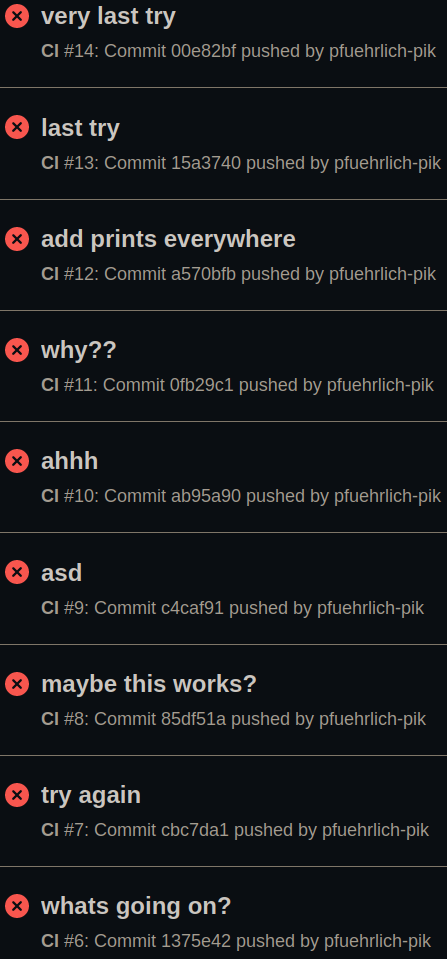 very last try
CI #14: Commit 00e82bf pushed by pfuehrlich-pik
last try
CI #13: Commit 15a3740 pushed by pfuehrlich-pik
add prints everywhere
CI #12: Commit a570bfb pushed by pfuehrlich-pik
why??
CI #11: Commit 0fb29c1 pushed by pfuehrlich-pik
ahhh
CI #10: Commit ab95a90 pushed by pfuehrlich-pik
asd
CI #9: Commit c4caf91 pushed by pfuehrlich-pik
maybe this works?
CI #8: Commit 85df51a pushed by pfuehrlich-pik
try again
CI #7: Commit cbc7da1 pushed by pfuehrlich-pik
whats going on?
CI #6: Commit 1375e42 pushed by pfuehrlich-pik